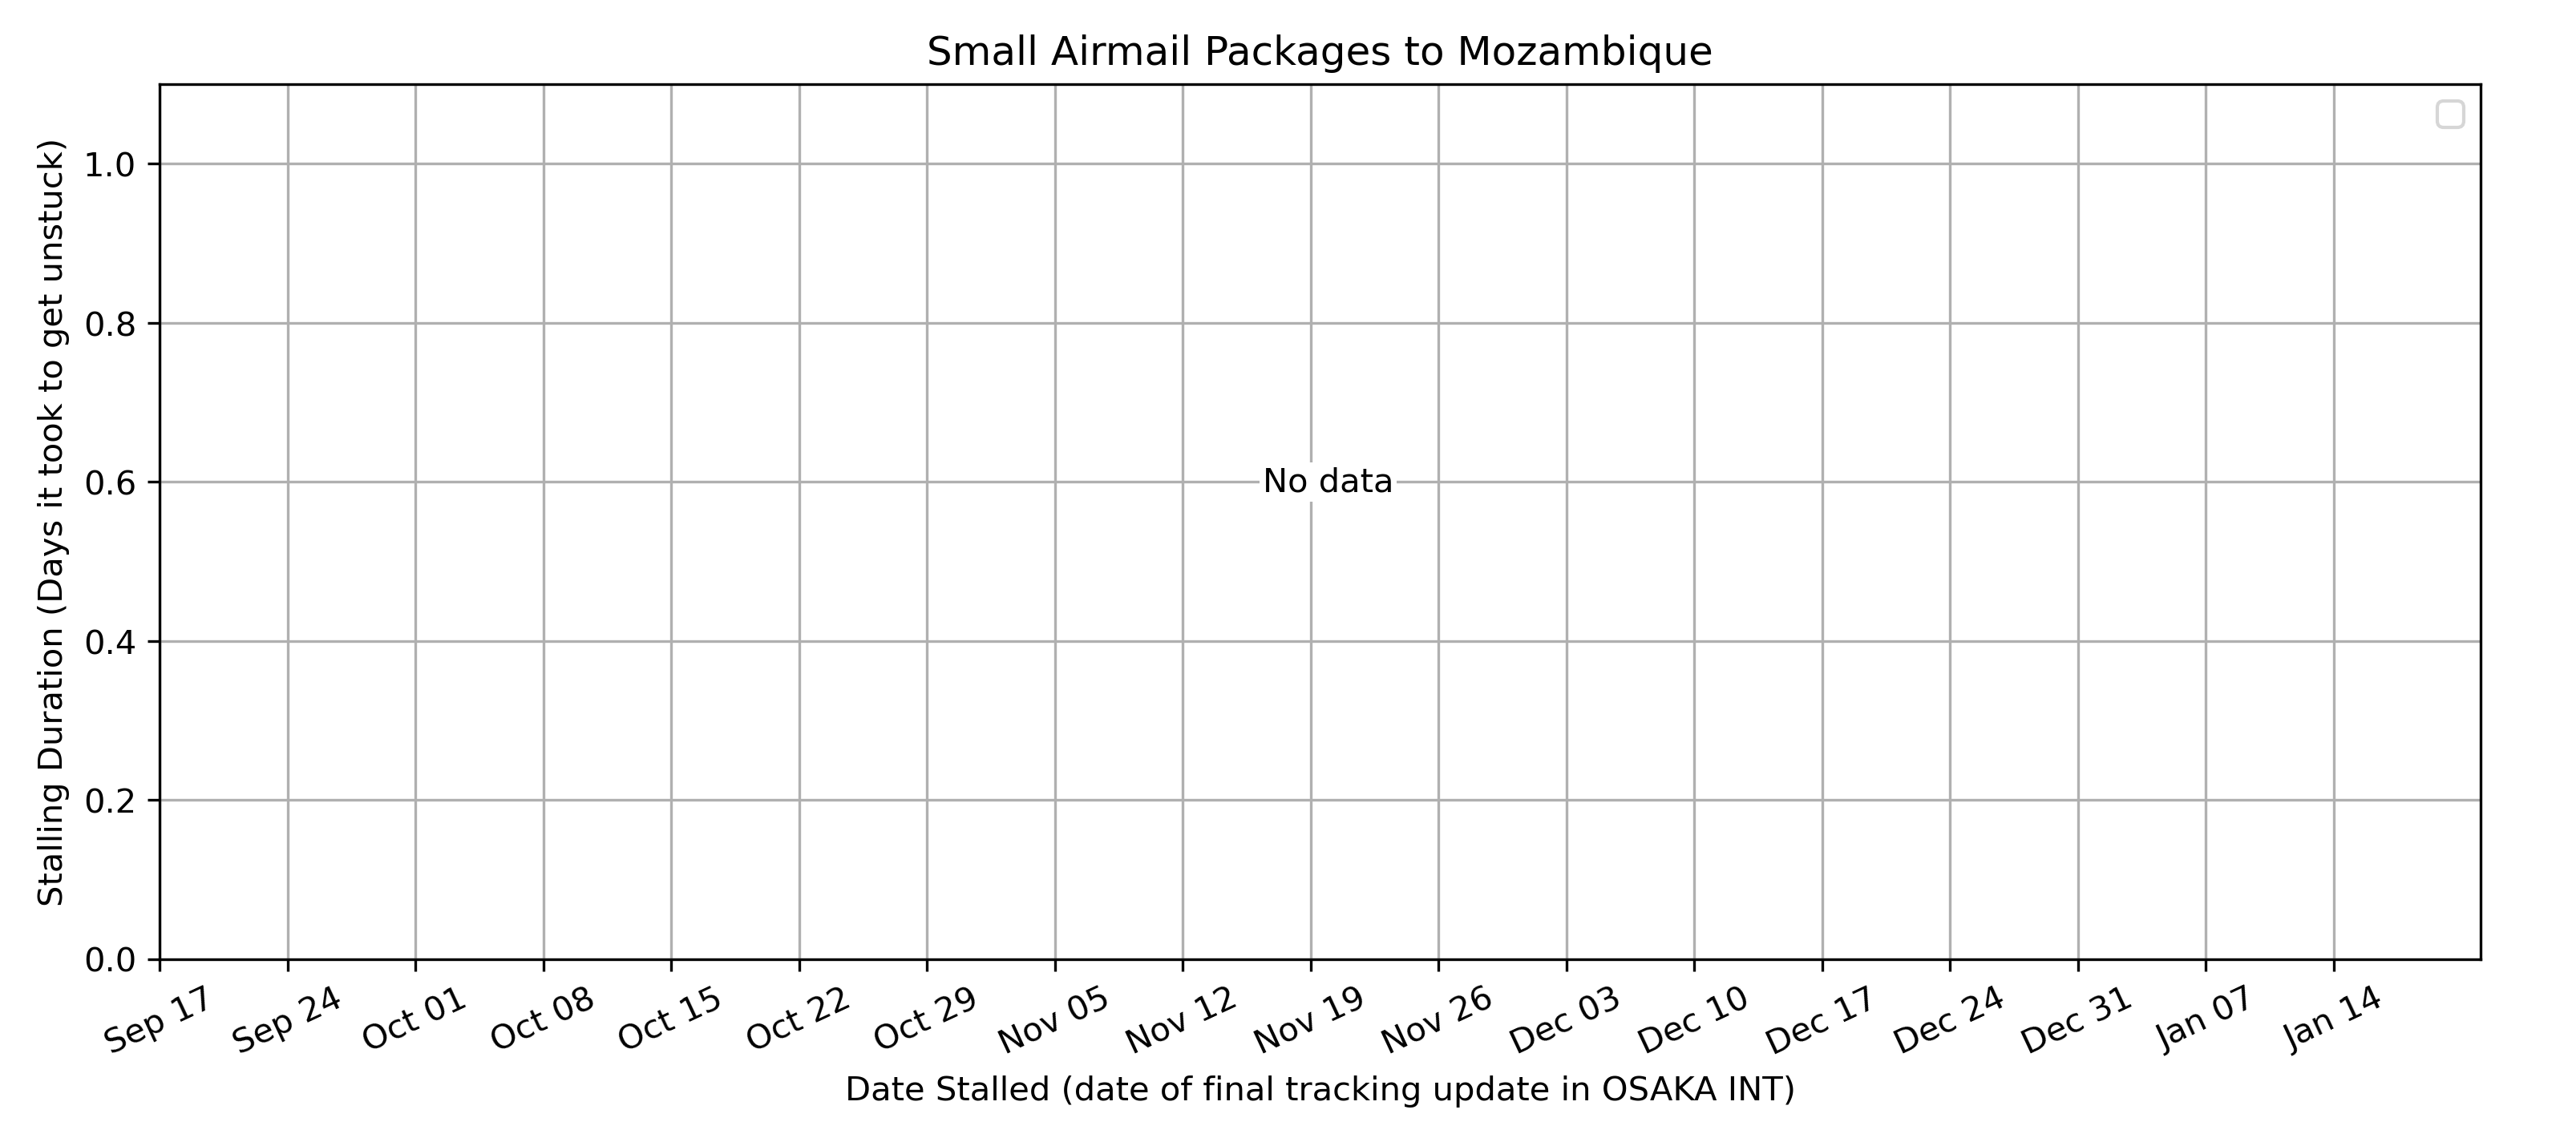 Small Airmail Packages to Mozambique
Stalling Duration (Days it took to get unstuck)
1.0
0.8
0.6
0.4
0.2
0.0
No data
Sep 17 Sep 24 Oct 01 Oct 08 Oct 15 Oct 22 Oct 29 Nov 05 Nov 12 Nov 19 Nov 26 Dec 03 Dec 10 Dec 17 Dec 24 Dec 31 Jan 07 Jan 14
Date Stalled (date of final tracking update in OSAKA INT)